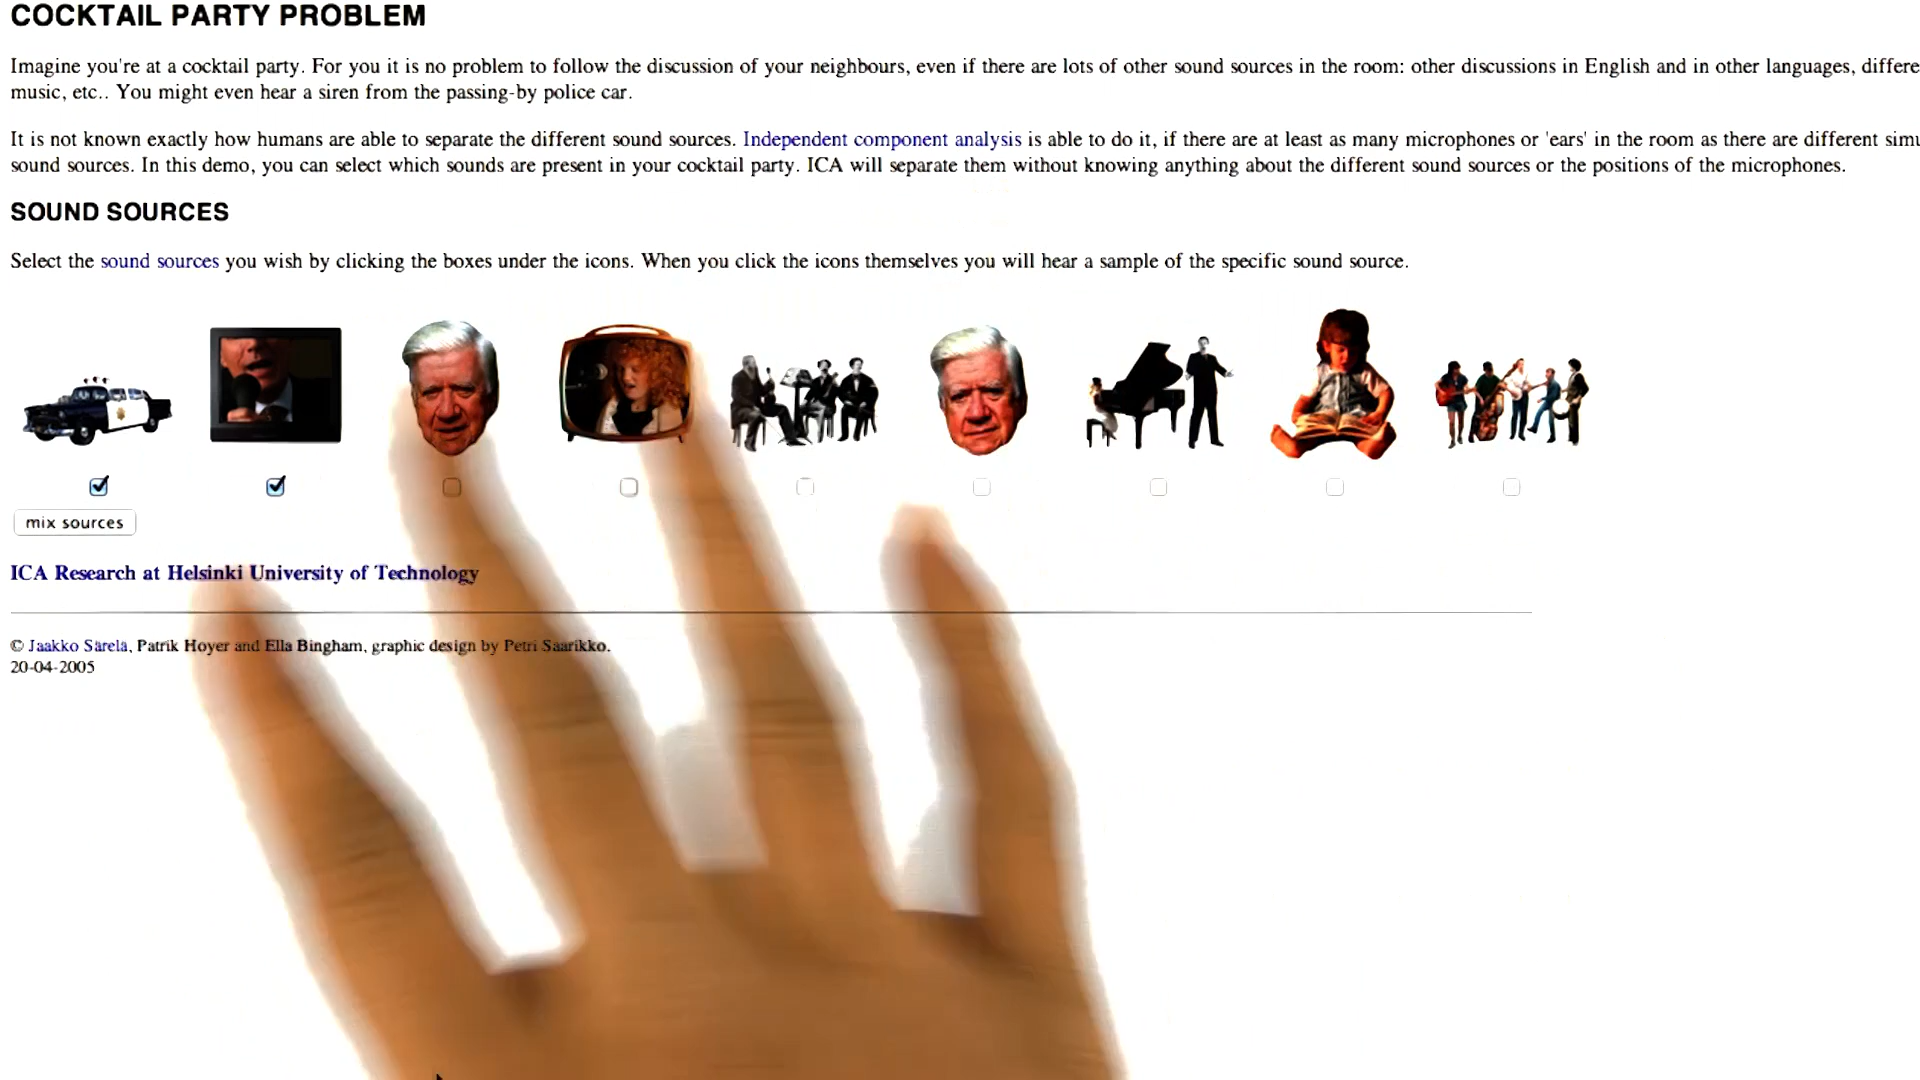 COCKTAIL PARTY PROBLEM
Imagine you're at a cocktail party. For you it is no problem to follow the discussion of your neighbours, even if there are lots of other sound sources in the room: other discussions in English and in other languages,
music, etc.. You might even hear a siren from the passing-by police car.
It is not known exactly how humans are able to separate the different sound sources. Independent component analysis is able to do it, if there are at least as many microphones or 'ears' in the room as there are different
sound sources. In this demo, you can select which sounds are present in your cocktail party. ICA will separate them without knowing anything about the different sound sources or the positions of the microphones.
SOUND SOURCES
Select the sound sources you wish by clicking the boxes under the icons. When you click the icons themselves you will hear a sample of the specific sound source.
mix sources
ICA Research at Helsinki University of Technology
© Jaakko Särelä, Patrik Hoyer and Ella Bingham, graphic design by Petri Saarikko.
20-04-2005